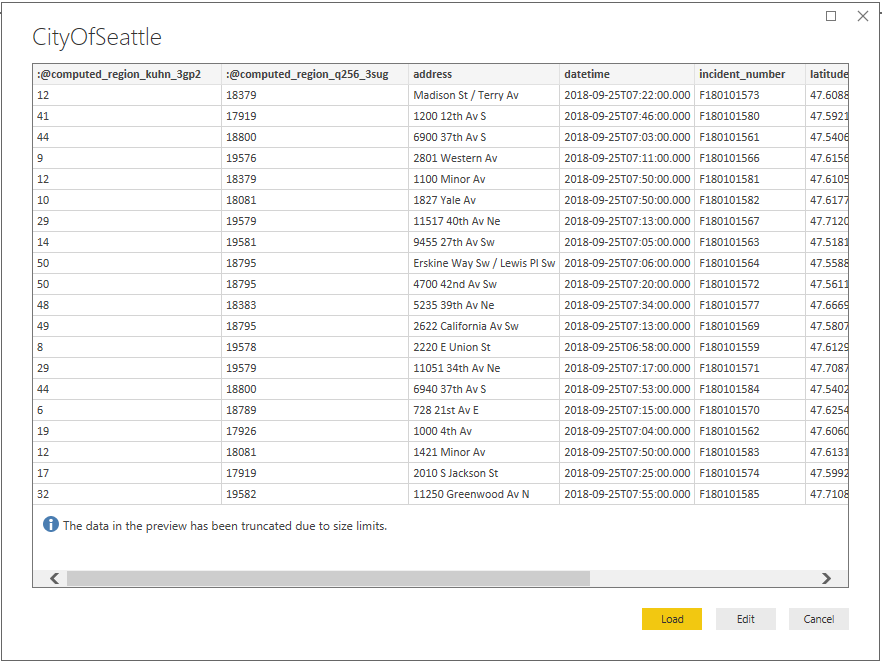 CityOfSeattle
:@computed_region_kuhn_3gp2 :@computed_region_q256_3sug address datetime incident_number latitude
12 18379 Madison St / Terry Av 2018-09-25T07:22:00.000 F180101573 47.6088
41 17919 1200 12th Av S 2018-09-25T07:46:00.000 F180101580 47.5921
44 18800 6900 37th Av S 2018-09-25T07:03:00.000 F180101561 47.5406
9 19576 2801 Western Av 2018-09-25T07:11:00.000 F180101566 47.6156
12 18379 1100 Minor Av 2018-09-25T07:50:00.000 F180101581 47.6105
10 18081 1827 Yale Av 2018-09-25T07:50:00.000 F180101582 47.6177
29 19579 11517 40th Av Ne 2018-09-25T07:13:00.000 F180101567 47.7120
14 19581 9455 27th Av Sw 2018-09-25T07:05:00.000 F180101563 47.5181
50 18795 Erskine Way Sw / Lewis Pl Sw 2018-09-25T07:06:00.000 F180101564 47.5588
50 18795 4700 42nd Av Sw 2018-09-25T07:20:00.000 F180101572 47.5611
48 18383 5235 39th Av Ne 2018-09-25T07:34:00.000 F180101577 47.6669
49 18795 2622 California Av Sw 2018-09-25T07:13:00.000 F180101569 47.5807
8 19578 2220 E Union St 2018-09-25T06:58:00.000 F180101559 47.6129
29 19579 11051 34th Av Ne 2018-09-25T07:17:00.000 F180101571 47.7087
44 18800 6940 37th Av S 2018-09-25T07:53:00.000 F180101584 47.5402
6 18789 728 21st Av E 2018-09-25T07:15:00.000 F180101570 47.6254
19 17926 1000 4th Av 2018-09-25T07:04:00.000 F180101562 47.6060
12 18081 1421 Minor Av 2018-09-25T07:50:00.000 F180101583 47.6131
17 17919 2010 S Jackson St 2018-09-25T07:25:00.000 F180101574 47.5992
32 19582 11250 Greenwood Av N 2018-09-25T07:55:00.000 F180101585 47.7108
The data in the preview has been truncated due to size limits.
Load Edit Cancel